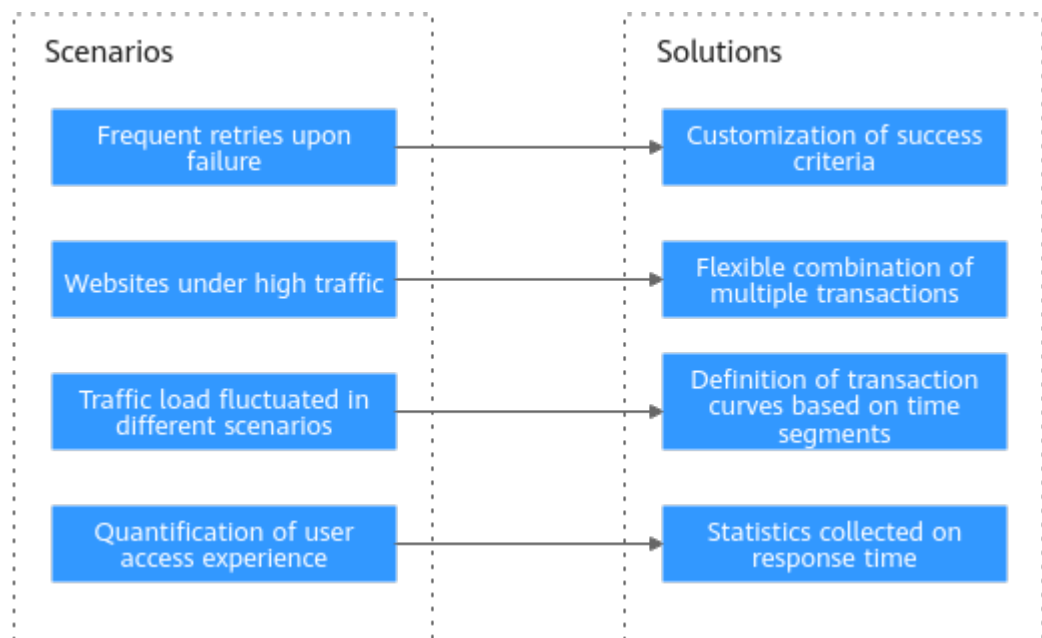 Scenarios
Solutions
Frequent retries upon
failure
Customization of success
criteria
Websites under high traffic
Flexible combination of
multiple transactions
Traffic load fluctuated in
different scenarios
Definition of transaction
curves based on time
segments
Quantification of user
access experience
Statistics collected on
response time